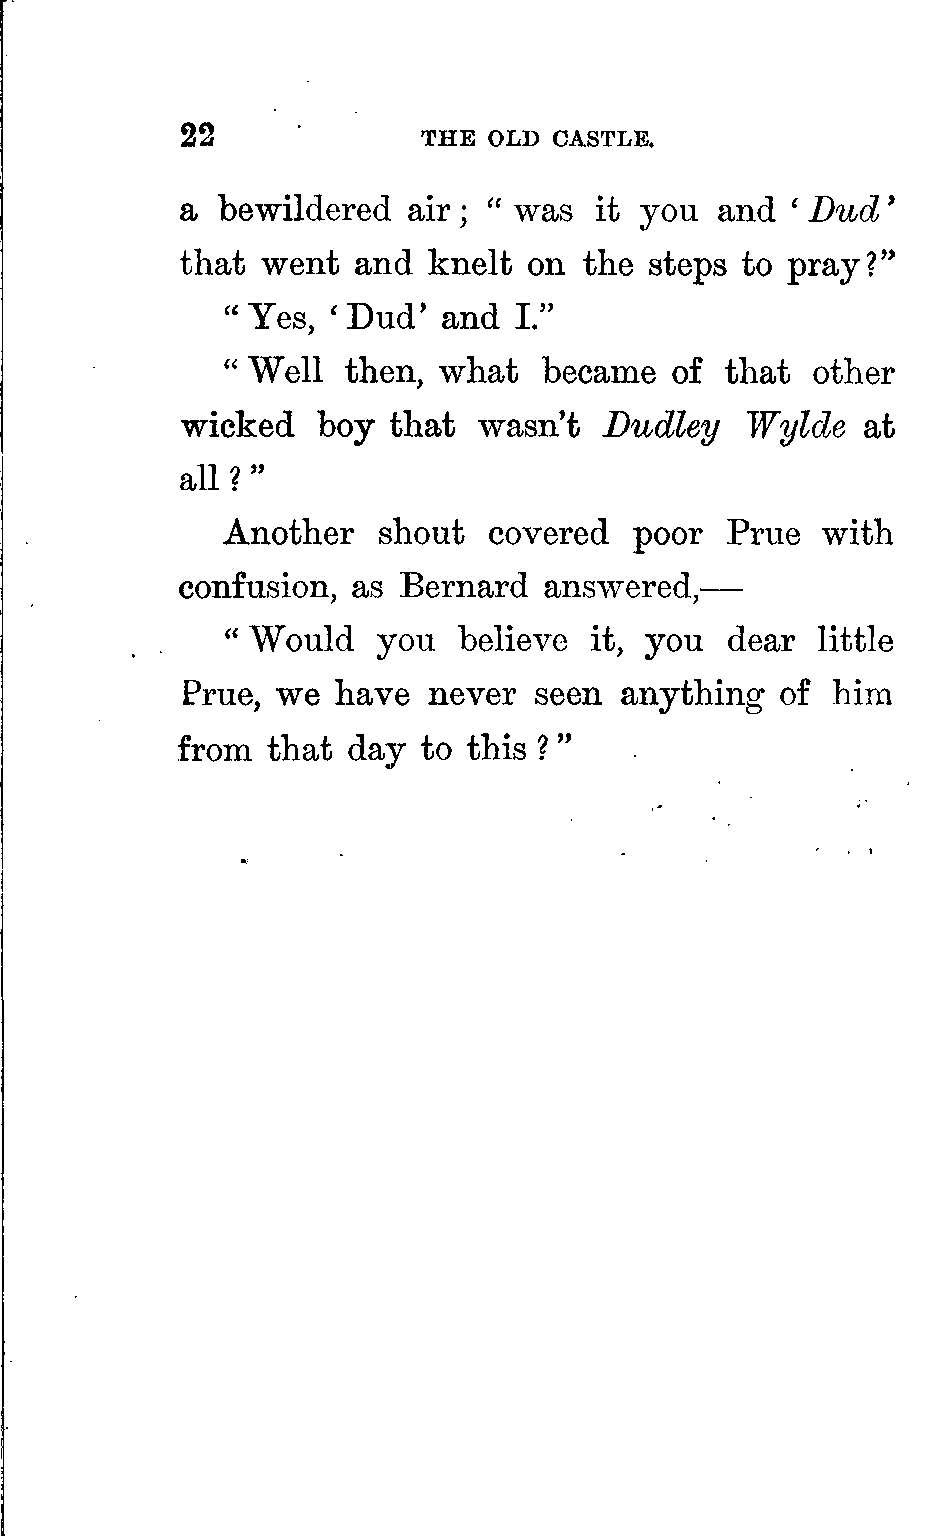 22 THE OLD CASTLE.
a bewildered air; "was it you and 'Dud'
that went and knelt on the steps to pray?"
"Yes, 'Dud' and I."
"Well then, what became of that other
wicked boy that wasn't Dudley Wylde at
all?"
Another shout covered poor Prue with
confusion, as Bernard answered,—
"Would you believe it, you dear little
Prue, we have never seen anything of him
from that day to this?"